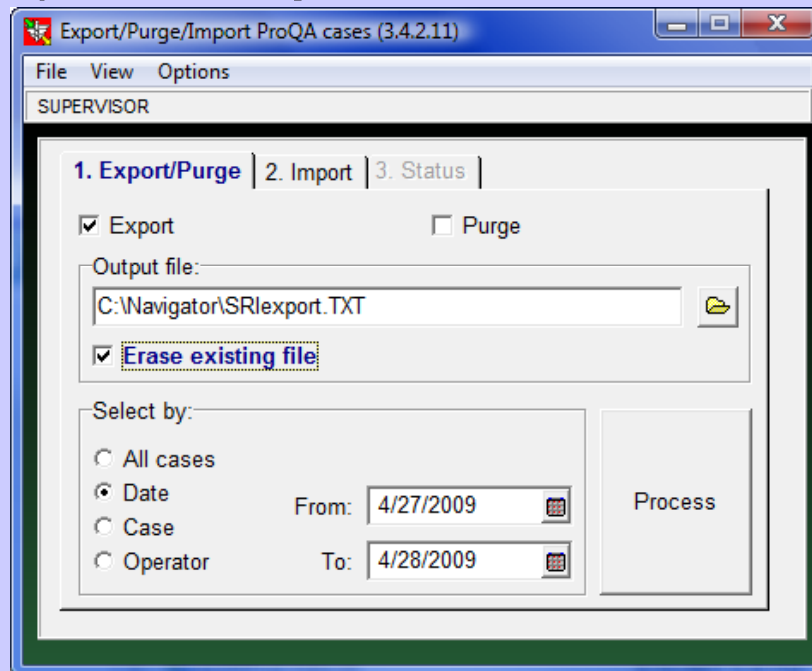 Export/Purge/Import ProQA cases (3.4.2.11)
File View Options
SUPERVISOR
1. Export/Purge 2. Import 3. Status
Export Purge
Output file:
C:\Navigator\SRIexport.TXT
Erase existing file
Select by:
All cases
Date From: 4/27/2009
Case
Operator To: 4/28/2009
Process